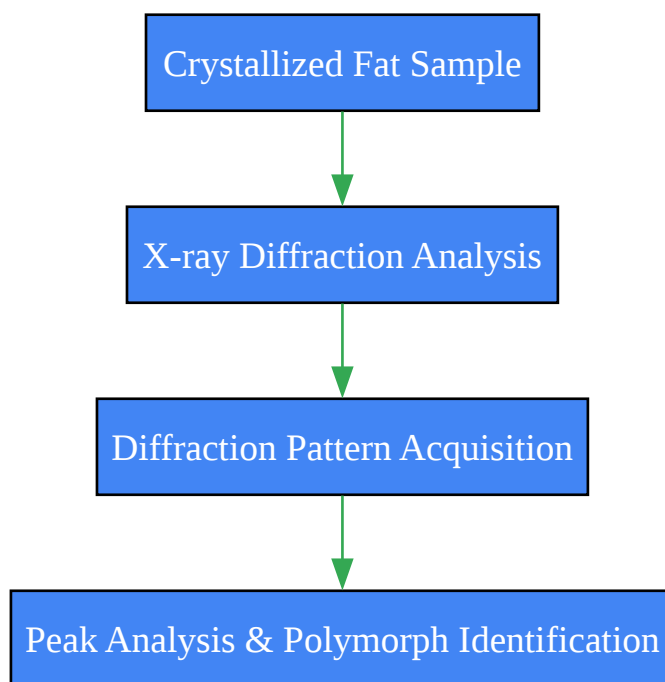 Crystallized Fat Sample
X-ray Diffraction Analysis
Diffraction Pattern Acquisition
Peak Analysis & Polymorph Identification